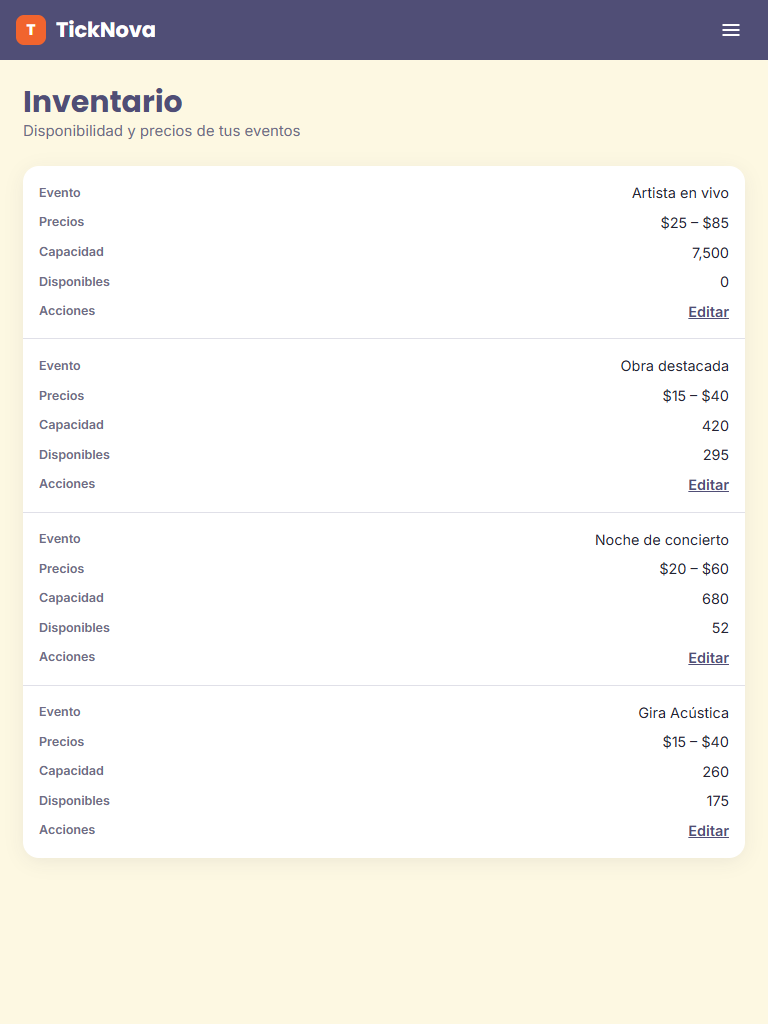 T TickNova
Inventario
Disponibilidad y precios de tus eventos
Evento Artista en vivo
Precios $25 – $85
Capacidad 7,500
Disponibles 0
Acciones Editar
Evento Obra destacada
Precios $15 – $40
Capacidad 420
Disponibles 295
Acciones Editar
Evento Noche de concierto
Precios $20 – $60
Capacidad 680
Disponibles 52
Acciones Editar
Evento Gira Acústica
Precios $15 – $40
Capacidad 260
Disponibles 175
Acciones Editar